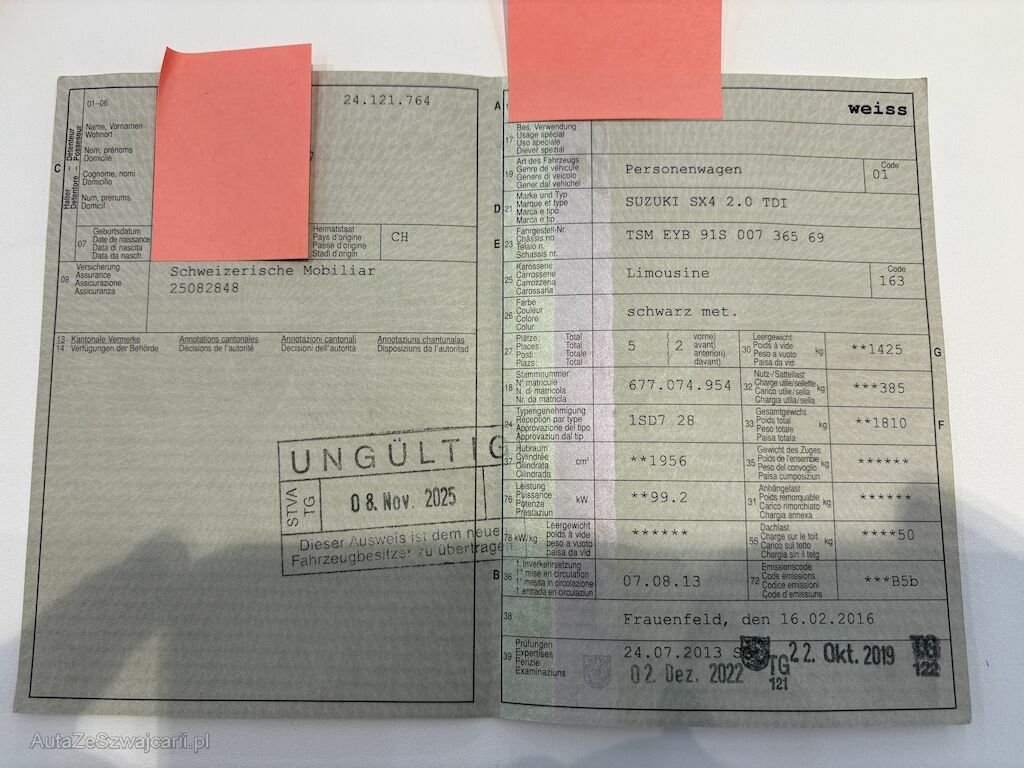 01-06
24.121.764
Halter – Détenteur
Detentore – Possessur
Name, Vornamen
Wohnort
Nom, prénoms
Domicile
Cognome, nomi
Domicilio
Num, prenums
Domicil
C
07 Geburtsdatum
Date de naissance
Data di nascita
Data da nasch.
Heimatstaat
Pays d'origine
Paese d'origine
Stadi d'origin
CH
09 Versicherung
Assurance
Assicurazione
Assicuranza
Schweizerische Mobiliar
25082848
13 Kantonale Vermerke Annotations cantonales Annotazioni cantonali Annotaziuns chantunalas
14 Verfügungen der Behörde Décisions de l'autorité Decisioni dell'autorità Disposiziuns da l'autoritad
UNGÜLTIG
STVA
TG
08. Nov. 2025
Dieser Ausweis ist dem neuen
Fahrzeugbesitzer zu übertragen
A
weiss
17 Bes. Verwendung
Usage spécial
Uso speciale
Diever spezial
19 Art des Fahrzeugs
Genre de véhicule
Genere di veicolo
Gener dal vehichel
Personenwagen
Code
01
D 21 Marke und Typ
Marque et type
Marca e tipo
Marca e tip
SUZUKI SX4 2.0 TDI
E 23 Fahrgestell-Nr.
Châssis no
Telaio n.
Schassis nr.
TSM EYB 91S 007 365 69
25 Karosserie
Carrosserie
Carrozzeria
Carossaria
Limousine
Code
163
26 Farbe
Couleur
Colore
Colur
schwarz met.
27 Plätze: Total
Places: Total
Posti: Totale
Plazs: Total
5 ( 2 vorne)
avant)
anteriori)
davant)
30 Leergewicht
Poids à vide
Peso a vuoto
Paisa da vid
kg
**1425
G
18 Stammnummer
N° matricule
N. di matricola
Nr. da matricla
677.074.954
32 Nutz-/Sattellast
Charge utile/sellette
Carico utile/sella
Chargia utila/sella
kg
***385
24 Typengenehmigung
Réception par type
Approvazione del tipo
Approvaziun dal tip
1SD7 28
33 Gesamtgewicht
Poids total
Peso totale
Paisa totala
kg
**1810
F
37 Hubraum
Cylindrée
Cilindrata
Cilindrada
cm³
**1956
35 Gewicht des Zuges
Poids de l'ensemble
Peso del convoglio
Paisa cumposiziun
kg
******
76 Leistung
Puissance
Potenza
Prestaziun
kW
**99.2
31 Anhängelast
Poids remorquable
Carico rimorchiato
Chargia annexa
kg
******
78 kW/kg Leergewicht
poids à vide
peso a vuoto
paisa da vid
******
55 Dachlast
Charge sur le toit
Carico sul tetto
Chargia sin il tetg
kg
****50
B 36 1. Inverkehrsetzung
1re mise en circulation
1a messa in circolazione
1. entrada en circulaziun
07.08.13
72 Emissionscode
Code émissions
Codice emissioni
Code d'emissiuns
***B5b
38
Frauenfeld, den 16.02.2016
39 Prüfungen
Expertises
Perizie
Examinaziuns
24.07.2013
22. Okt. 2019
TG
122
02. Dez. 2022
TG
121
AutaZeSzwajcarii.pl